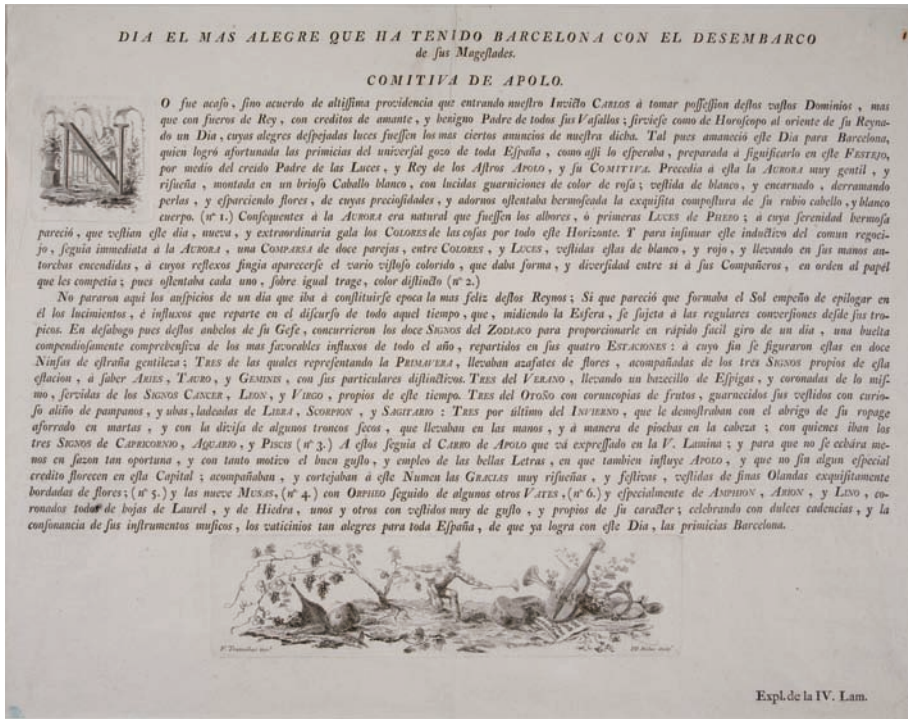 DIA EL MAS ALEGRE QUE HA TENIDO BARCELONA CON EL DESEMBARCO
de ſus Mageſtades.
COMITIVA DE APOLO.
NO fue acaſo, ſino acuerdo de altiſſima providencia que entrando nueſtro Invicto CARLOS à tomar poſſeſsion deſtos vaſtos Dominios, mas
que con fueros de Rey, con creditos de amante, y benigno Padre de todos ſus Vaſallos; ſirvieſe como de Horoſcopo al oriente de ſu Reyna-
do un Dia, cuyas alegres deſpejadas luces fueſſen los mas ciertos anuncios de nueſtra dicha. Tal pues amaneció eſte Dia para Barcelona,
quien logró afortunada las primicias del univerſal gozo de toda Eſpaña, como aſſi lo eſperaba, preparada à ſignificarlo en eſte FESTEJO,
por medio del creido Padre de las Luces, y Rey de los Aſtros APOLO, y ſu COMITIVA. Precedia à eſta la AURORA muy gentil, y
riſueña, montada en un brioſo Caballo blanco, con lucidas guarniciones de color de roſa; veſtida de blanco, y encarnado, derramando
perlas, y eſparciendo flores, de cuyas precioſidades, y adornos oſtentaba hermoſeada la exquiſita compoſtura de ſu rubio cabello, y blanco
cuerpo. (nº 1.) Conſequentes à la AURORA era natural que fueſſen los albores, ò primeras LUCES de PHEBO; à cuya ſerenidad hermoſa
pareció, que veſtian eſte dia, nueva, y extraordinaria gala los COLORES de las coſas por todo eſte Horizonte. Y para inſinuar eſte inductivo del comun regoci-
jo, ſeguia immediata à la AURORA, una COMPARSA de doce parejas, entre COLORES, y LUCES, veſtidas eſtas de blanco, y rojo, y llevando en ſus manos an-
torchas encendidas, à cuyos reflexos fingia aparecerſe el vario viſtoſo colorido, que daba forma, y diverſidad entre si à ſus Compañeros, en orden al papél
que les competia; pues oſtentaba cada uno, ſobre igual trage, color diſtincto (nº 2.)
No pararon aqui los auſpicios de un dia que iba à conſtituirſe epoca la mas feliz deſtos Reynos; Si que pareció que formaba el Sol empeño de epilogar en
él los lucimientos, è influxos que reparte en el diſcurſo de todo aquel tiempo, que, midiendo la Esfera, ſe ſujeta à las regulares converſiones deſde ſus tro-
picos. En deſahogo pues deſtos anhelos de ſu Gefe, concurrieron los doce SIGNOS del ZODIACO para proporcionarle en rápido facil giro de un dia, una buelta
compendioſamente comprehenſiva de los mas favorables influxos de todo el año, repartidos en ſus quatro ESTACIONES: à cuyo fin ſe figuraron eſtas en doce
Ninfas de eſtraña gentileza; TRES de las quales repreſentando la PRIMAVERA, llevaban azafates de flores, acompañadas de los tres SIGNOS propios de eſta
eſtacion, à ſaber ARIES, TAURO, y GEMINIS, con ſus particulares diſtinctivos. TRES del VERANO, llevando un hazecillo de Eſpigas, y coronadas de lo miſ-
mo, ſervidas de los SIGNOS CANCER, LEON, y VIRGO, propios de eſte tiempo. TRES del OTOÑO con cornucopias de frutos, guarnecidos ſus veſtidos con curio-
ſo aliño de pampanos, y ubas, ladeadas de LIBRA, SCORPION, y SAGITARIO: TRES por último del INVIERNO, que le demoſtraban con el abrigo de ſu ropage
aforrado en martas, y con la diviſa de algunos troncos ſecos, que llevaban en las manos, y à manera de piochas en la cabeza; con quienes iban los
tres SIGNOS de CAPRICORNIO, AQUARIO, y PISCIS (nº 3.) A eſtos ſeguia el CARRO de APOLO que vá expreſſado en la V. Lamina; y para que no ſe echára me-
nos en ſazon tan oportuna, y con tanto motivo el buen guſto, y empleo de las bellas Letras, en que tambien influye APOLO, y que no ſin algun eſpecial
credito florecen en eſta Capital; acompañaban, y cortejaban à eſte Numen las GRACIAS muy riſueñas, y feſtivas, veſtidas de finas Olandas exquiſitamente
bordadas de flores; (nº 5.) y las nueve MUSAS, (nº 4.) con ORPHEO ſeguido de algunos otros VATES, (nº 6.) y eſpecialmente de AMPHION, ARION, y LINO, co-
ronados todos de hojas de Laurel, y de Hiedra, unos y otros con veſtidos muy de guſto, y propios de ſu caracter; celebrando con dulces cadencias, y la
conſonancia de ſus inſtrumentos muſicos, los vaticinios tan alegres para toda Eſpaña, de que ya logra con eſte Dia, las primicias Barcelona.
Expl. de la IV. Lam.